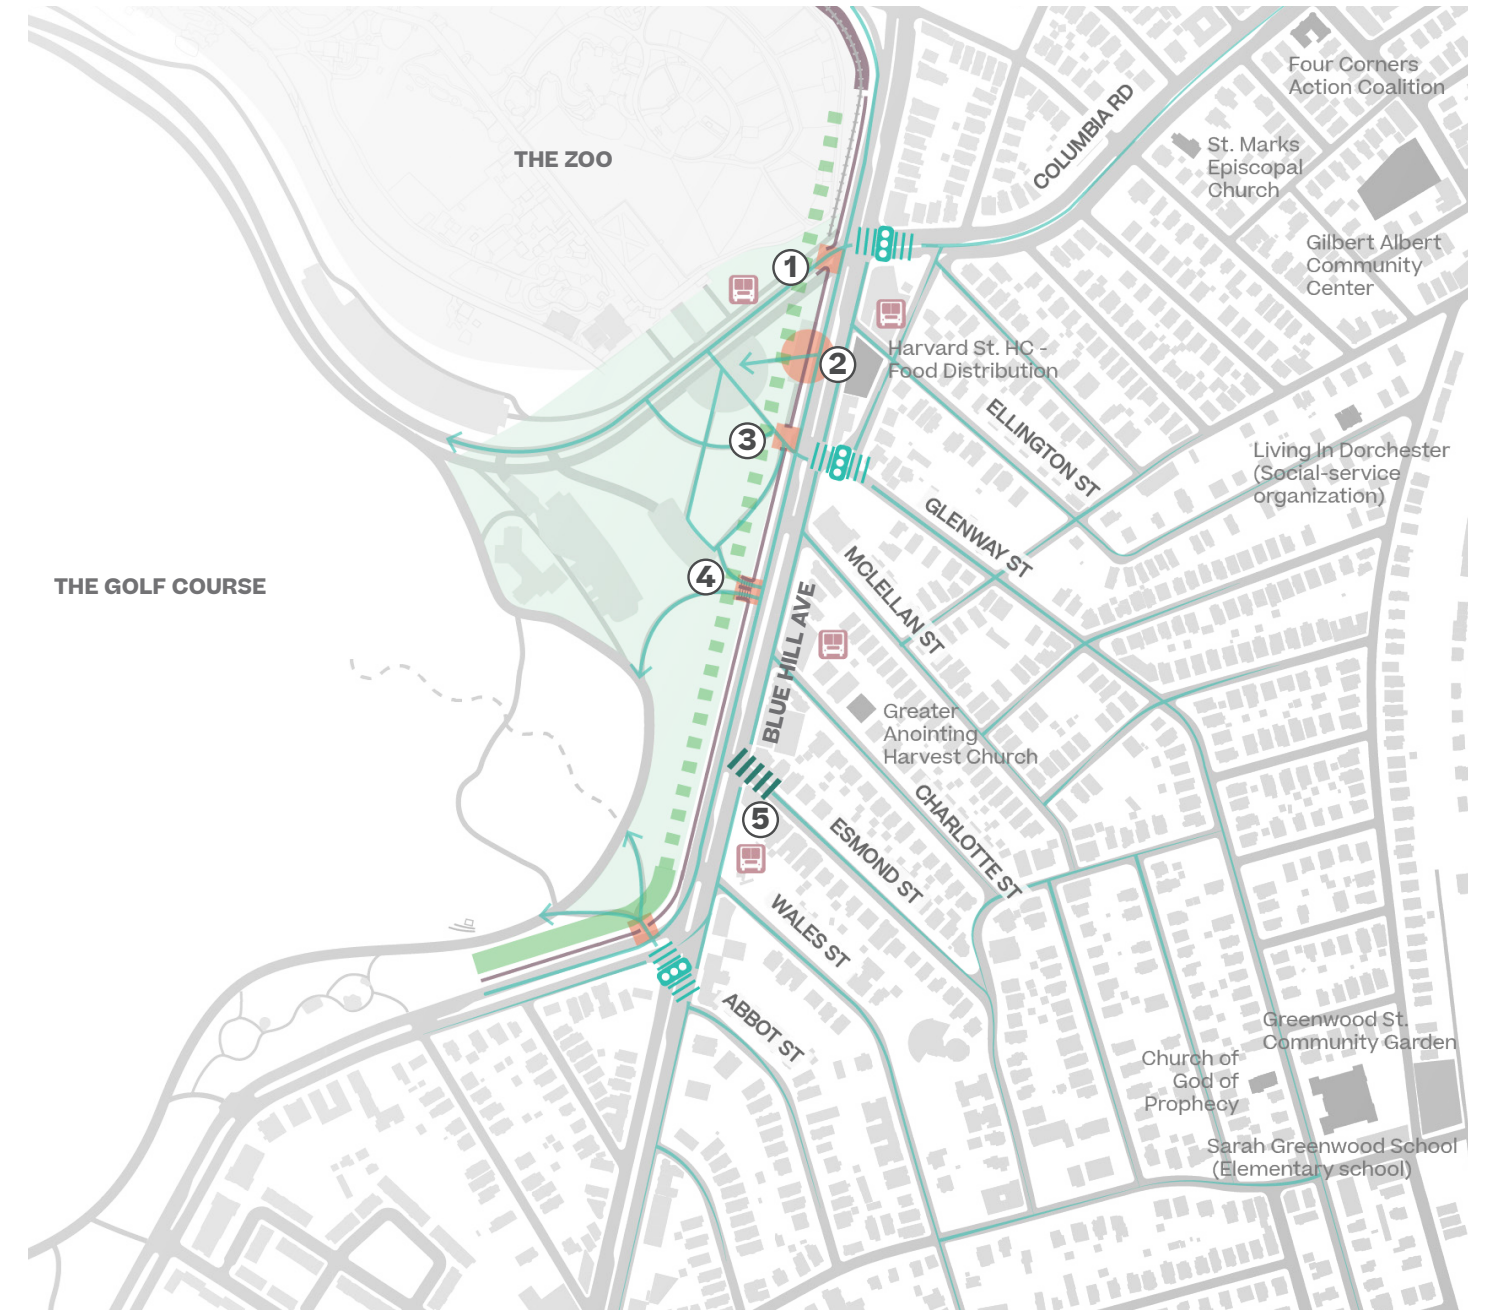 Four Corners
Action Coalition
COLUMBIA RD
St. Marks
Episcopal
Church
THE ZOO
Gilbert Albert
Community
Center
1
Harvard St. HC -
Food Distribution
2
3
ELLINGTON ST
Living In Dorchester
(Social-service
organization)
GLENWAY ST
MCLELLAN ST
4
THE GOLF COURSE
BLUE HILL AVE
Greater
Anointing
Harvest Church
CHARLOTTE ST
5
ESMOND ST
WALES ST
ABBOT ST
Greenwood St.
Community Garden
Church of
God of
Prophecy
Sarah Greenwood School
(Elementary school)